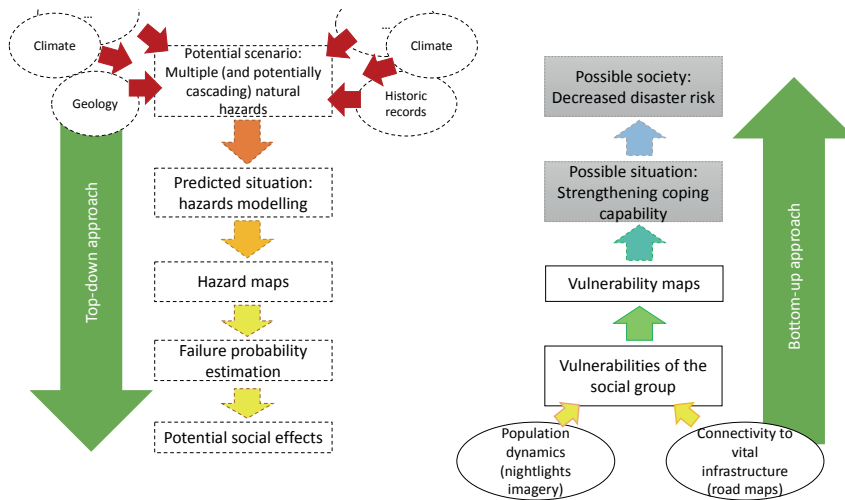 ...
Climate
Geology
Potential scenario:
Multiple (and potentially
cascading) natural
hazards
...
Climate
Historic
records
Predicted situation:
hazards modelling
Hazard maps
Failure probability
estimation
Potential social effects
Top-down approach
Possible society:
Decreased disaster risk
Possible situation:
Strengthening coping
capability
Vulnerability maps
Vulnerabilities of the
social group
Population
dynamics
(nightlights
imagery)
Connectivity to
vital
infrastructure
(road maps)
Bottom-up approach